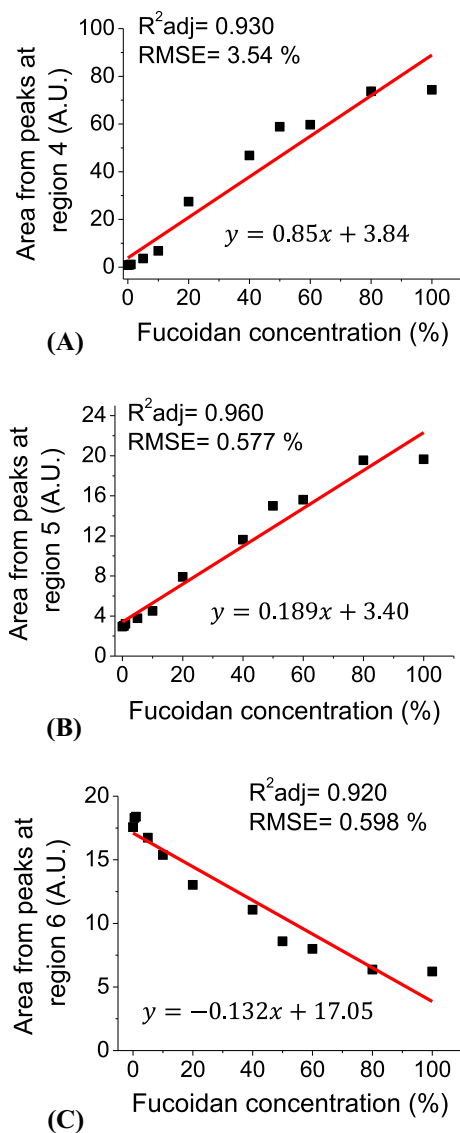 R²adj= 0.930
RMSE= 3.54 %
100
80
60
40
20
0
Area from peaks at
region 4 (A.U.)
y = 0.85x + 3.84
0 20 40 60 80 100
Fucoidan concentration (%)
(A)
R²adj= 0.960
RMSE= 0.577 %
24
20
16
12
8
4
0
Area from peaks at
region 5 (A.U.)
y = 0.189x + 3.40
0 20 40 60 80 100
Fucoidan concentration (%)
(B)
R²adj= 0.920
RMSE= 0.598 %
20
15
10
5
0
Area from peaks at
region 6 (A.U.)
y = −0.132x + 17.05
0 20 40 60 80 100
Fucoidan concentration (%)
(C)